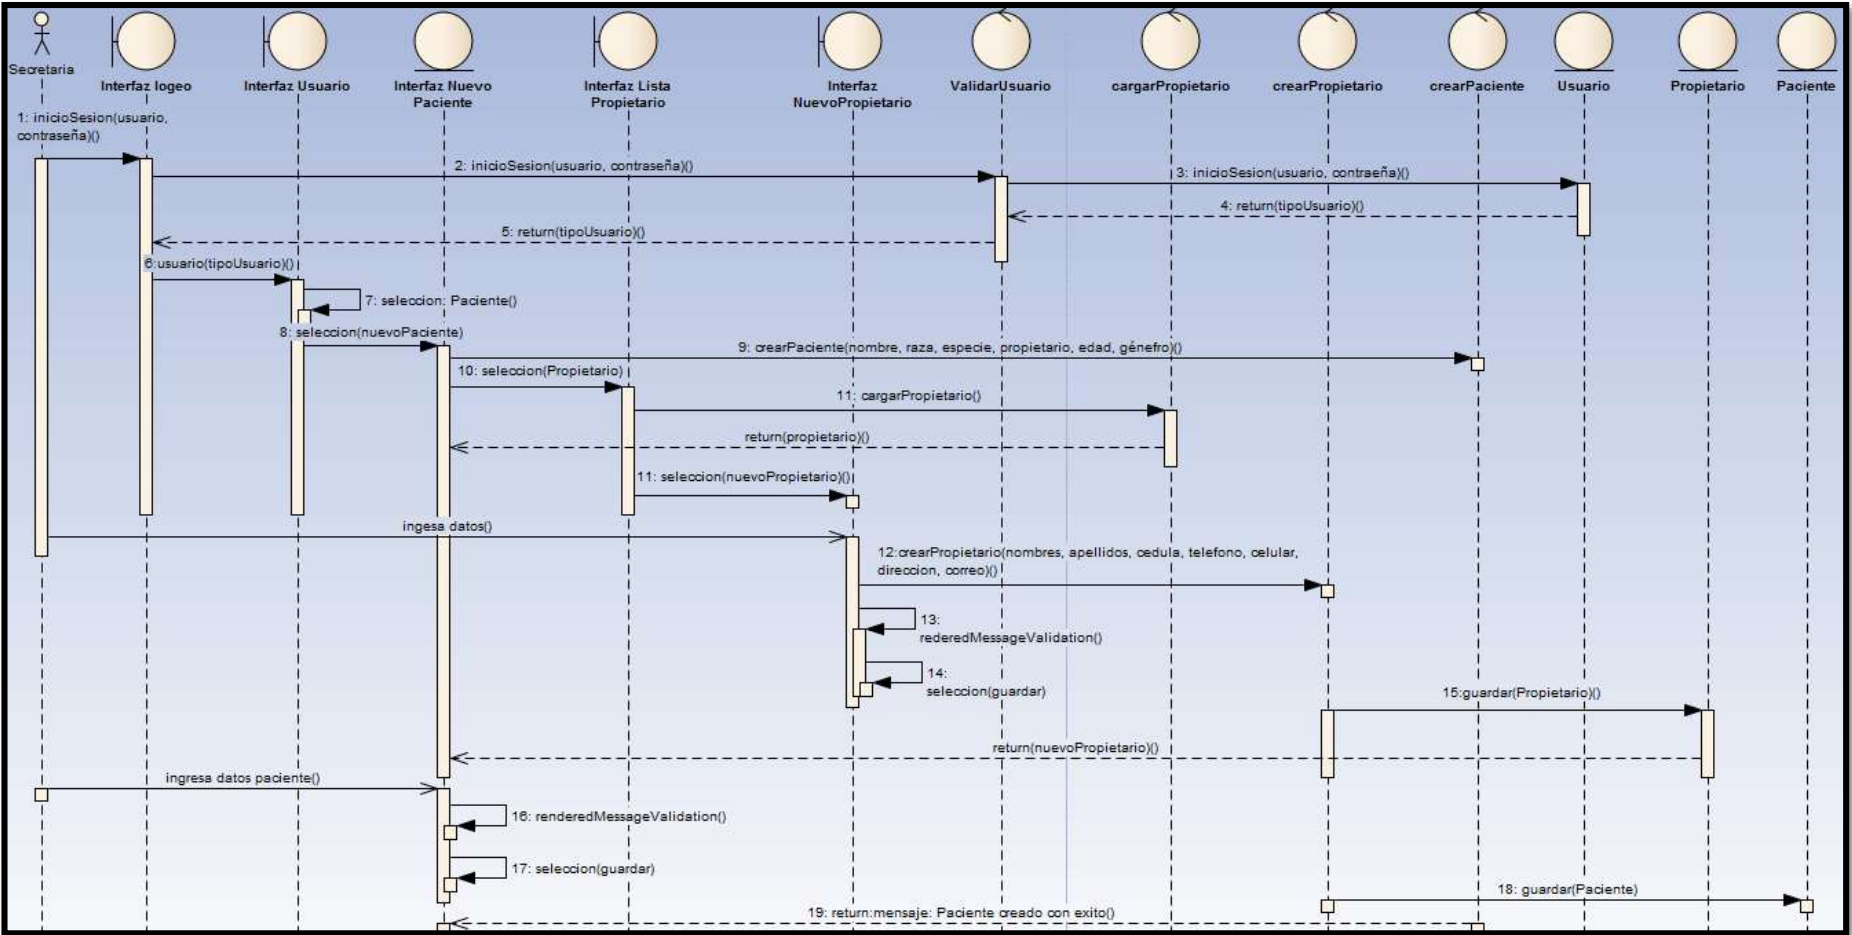 Secretaria
Interfaz logeo
Interfaz Usuario
Interfaz Nuevo
Paciente
Interfaz Lista
Propietario
Interfaz
NuevoPropietario
ValidarUsuario
cargarPropietario
crearPropietario
crearPaciente
Usuario
Propietario
Paciente
1: inicioSesion(usuario,
contraseña)()
2: inicioSesion(usuario, contraseña)()
3: inicioSesion(usuario, contraeña)()
4: return(tipoUsuario)()
5: return(tipoUsuario)()
6:usuario(tipoUsuario)()
7: seleccion: Paciente()
8: seleccion(nuevoPaciente)
9: crearPaciente(nombre, raza, especie, propietario, edad, génefro)()
10: seleccion(Propietario)
11: cargarPropietario()
return(propietario)()
11: seleccion(nuevoPropietario)()
ingesa datos()
12:crearPropietario(nombres, apellidos, cedula, telefono, celular,
direccion, correo)()
13:
rederedMessageValidation()
14:
seleccion(guardar)
15:guardar(Propietario)()
return(nuevoPropietario)()
ingresa datos paciente()
16: renderedMessageValidation()
17: seleccion(guardar)
18: guardar(Paciente)
19: return:mensaje: Paciente creado con exito()